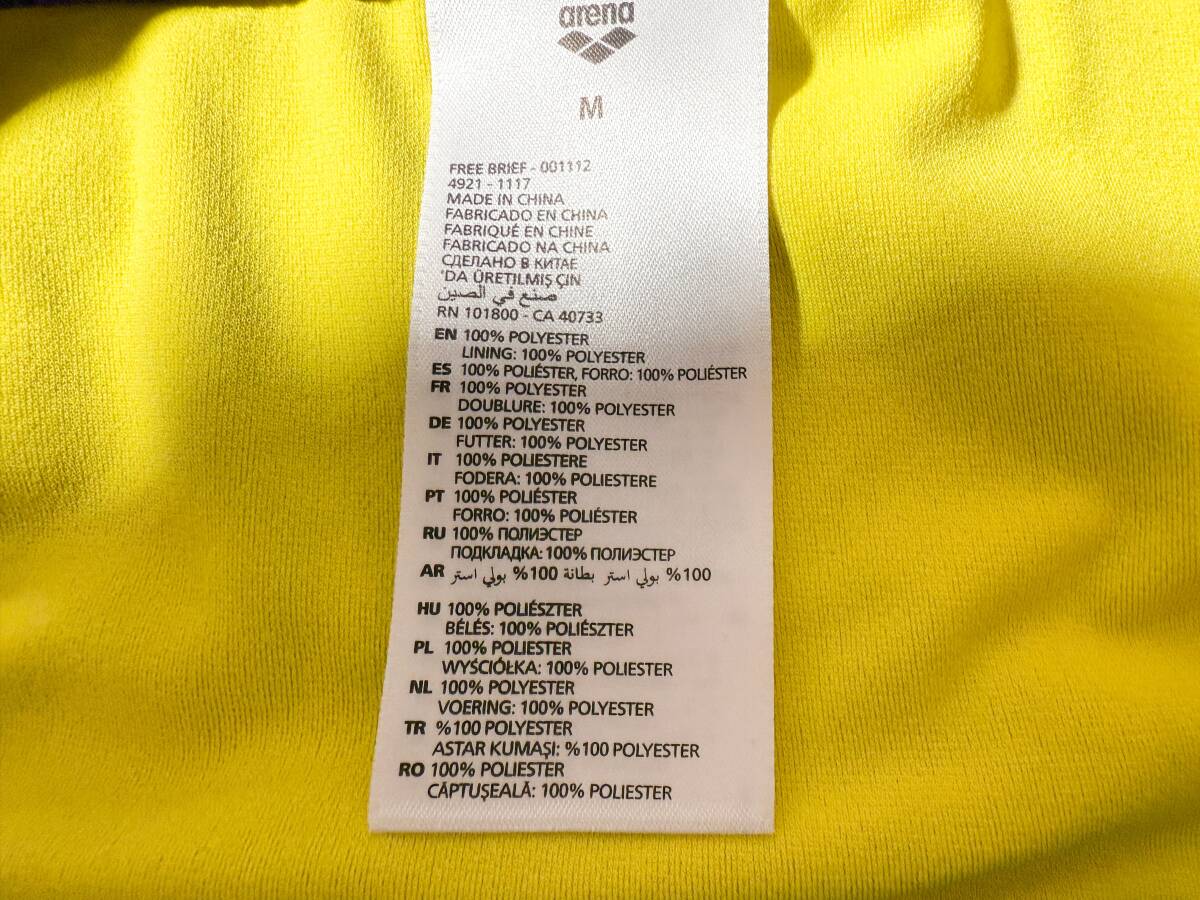 arena
M
FREE BRIEF - 001112
4921 - 1117
MADE IN CHINA
FABRICADO EN CHINA
FABRIQUÉ EN CHINE
FABRICADO NA CHINA
СДЕЛАНО В КИТАЕ
'DA ÜRETILMIŞ ÇIN
صنع في الصين
RN 101800 - CA 40733
EN 100% POLYESTER
LINING: 100% POLYESTER
ES 100% POLIÉSTER, FORRO: 100% POLIÉSTER
FR 100% POLYESTER
DOUBLURE: 100% POLYESTER
DE 100% POLYESTER
FUTTER: 100% POLYESTER
IT 100% POLIESTERE
FODERA: 100% POLIESTERE
PT 100% POLIÉSTER
FORRO: 100% POLIÉSTER
RU 100% ПОЛИЭСТЕР
ПОДКЛАДКА: 100% ПОЛИЭСТЕР
AR 100% بولي استر بطانة 100% بولي استر
HU 100% POLIÉSZTER
BÉLÉS: 100% POLIÉSZTER
PL 100% POLIESTER
WYŚCIÓŁKA: 100% POLIESTER
NL 100% POLYESTER
VOERING: 100% POLYESTER
TR %100 POLYESTER
ASTAR KUMAŞI: %100 POLYESTER
RO 100% POLIESTER
CĂPTUŞEALĂ: 100% POLIESTER